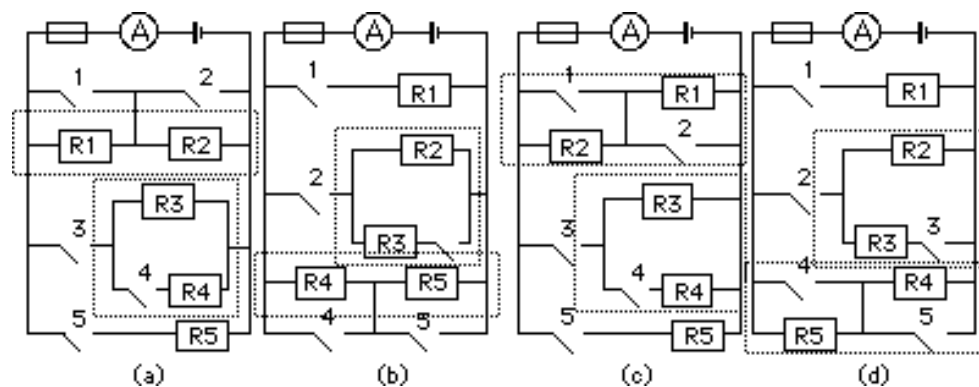 A A A A
1 2 1 R1 1 R1 1 R1
R1 R2 2 R2 R2 2 2 R2
3 R3 R3 3 R3 R3 3
4 R4 R4 R5 4 R4 4 R4
5 R5 4 5 5 R5 R5 5
(a) (b) (c) (d)